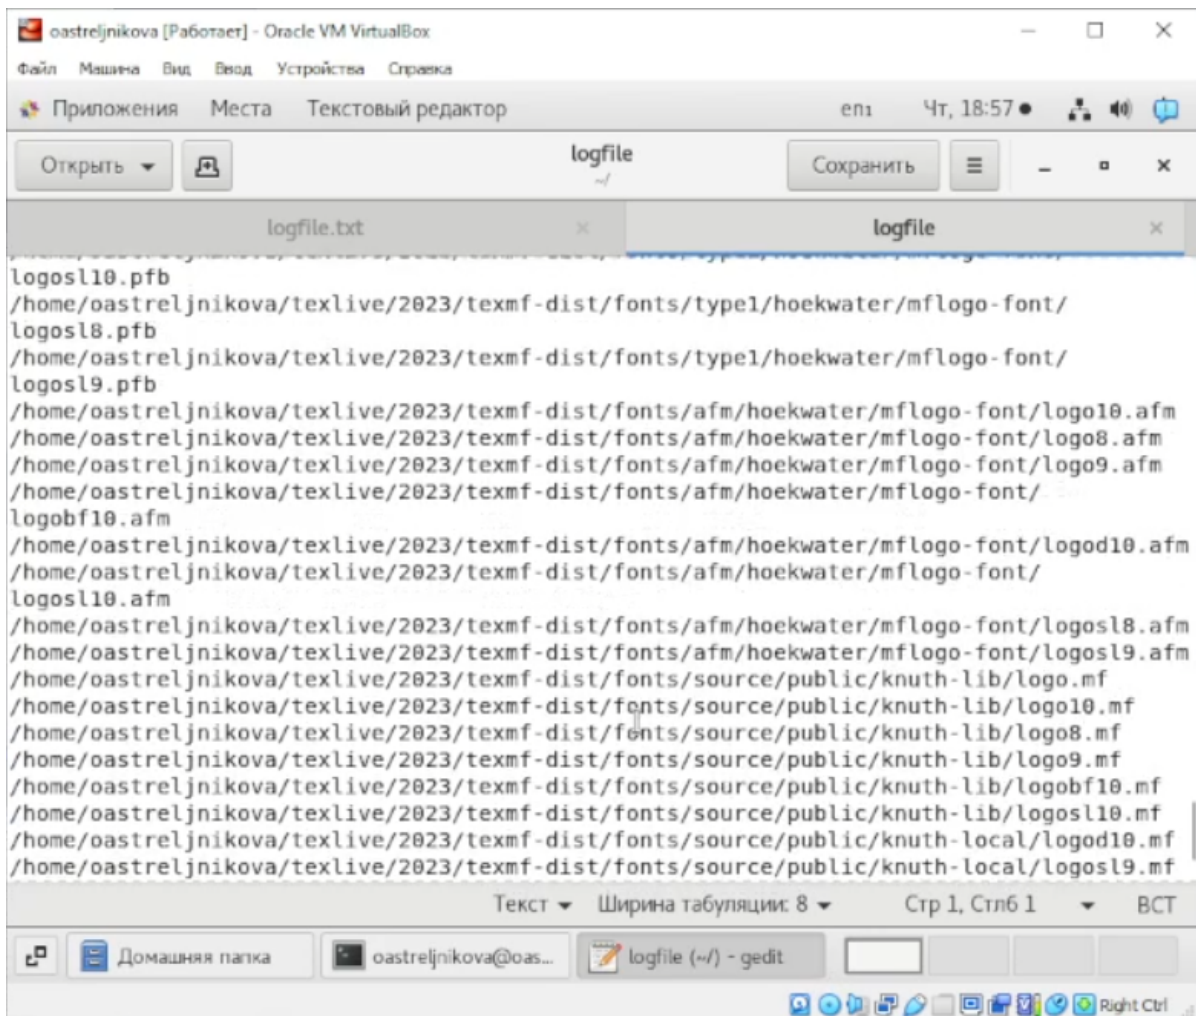 oastreljnikova [Работает] - Oracle VM VirtualBox
Файл Машина Вид Ввод Устройства Справка
Приложения Места Текстовый редактор en1 Чт, 18:57
Открыть logfile Сохранить
~/
logfile.txt logfile
logosl10.pfb
/home/oastreljnikova/texlive/2023/texmf-dist/fonts/type1/hoekwater/mflogo-font/
logosl8.pfb
/home/oastreljnikova/texlive/2023/texmf-dist/fonts/type1/hoekwater/mflogo-font/
logosl9.pfb
/home/oastreljnikova/texlive/2023/texmf-dist/fonts/afm/hoekwater/mflogo-font/logo10.afm
/home/oastreljnikova/texlive/2023/texmf-dist/fonts/afm/hoekwater/mflogo-font/logo8.afm
/home/oastreljnikova/texlive/2023/texmf-dist/fonts/afm/hoekwater/mflogo-font/logo9.afm
/home/oastreljnikova/texlive/2023/texmf-dist/fonts/afm/hoekwater/mflogo-font/
logobf10.afm
/home/oastreljnikova/texlive/2023/texmf-dist/fonts/afm/hoekwater/mflogo-font/logod10.afm
/home/oastreljnikova/texlive/2023/texmf-dist/fonts/afm/hoekwater/mflogo-font/
logosl10.afm
/home/oastreljnikova/texlive/2023/texmf-dist/fonts/afm/hoekwater/mflogo-font/logosl8.afm
/home/oastreljnikova/texlive/2023/texmf-dist/fonts/afm/hoekwater/mflogo-font/logosl9.afm
/home/oastreljnikova/texlive/2023/texmf-dist/fonts/source/public/knuth-lib/logo.mf
/home/oastreljnikova/texlive/2023/texmf-dist/fonts/source/public/knuth-lib/logo10.mf
/home/oastreljnikova/texlive/2023/texmf-dist/fonts/source/public/knuth-lib/logo8.mf
/home/oastreljnikova/texlive/2023/texmf-dist/fonts/source/public/knuth-lib/logo9.mf
/home/oastreljnikova/texlive/2023/texmf-dist/fonts/source/public/knuth-lib/logobf10.mf
/home/oastreljnikova/texlive/2023/texmf-dist/fonts/source/public/knuth-lib/logosl10.mf
/home/oastreljnikova/texlive/2023/texmf-dist/fonts/source/public/knuth-local/logod10.mf
/home/oastreljnikova/texlive/2023/texmf-dist/fonts/source/public/knuth-local/logosl9.mf
Текст Ширина табуляции: 8 Стр 1, Стлб 1 ВСТ
Домашняя папка oastreljnikova@oas... logfile (~/) - gedit
Right Ctrl